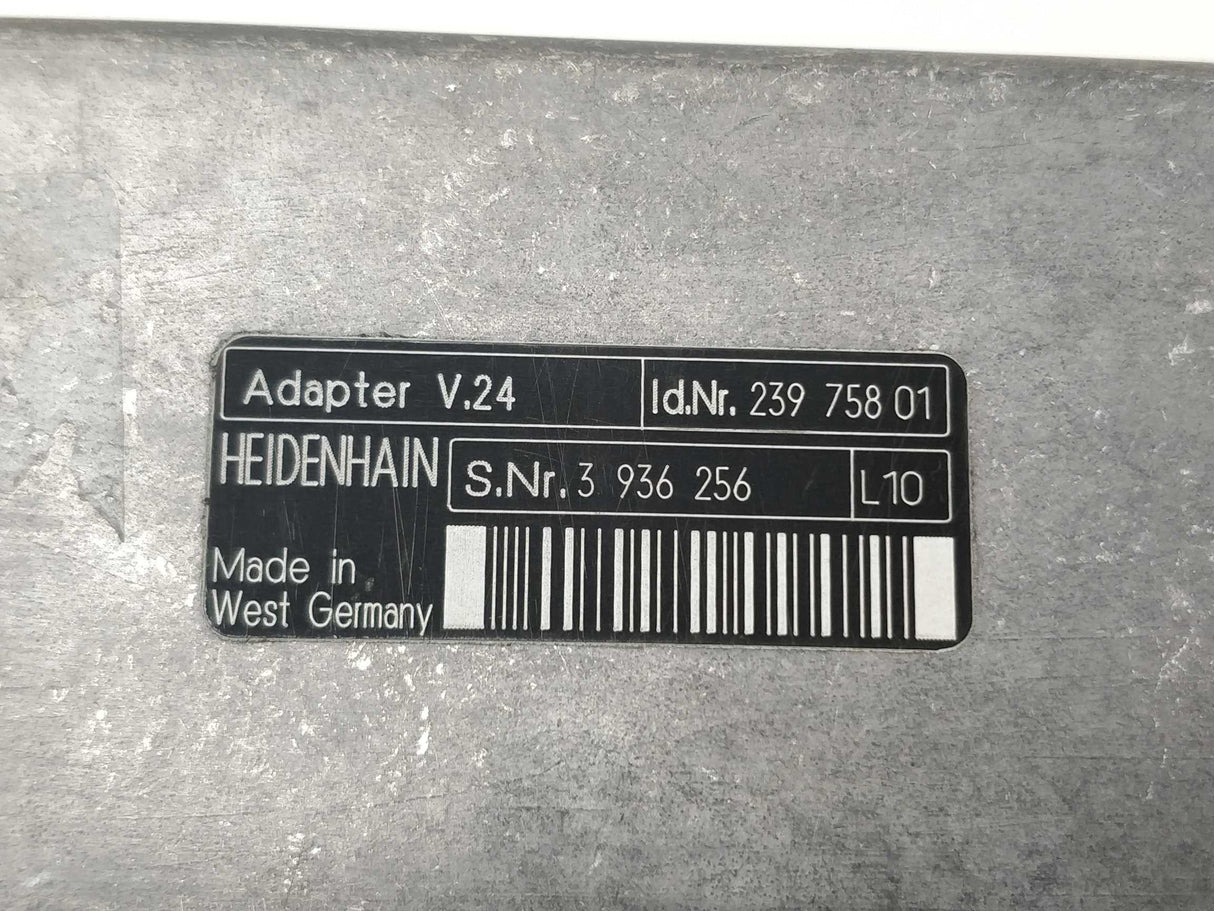 Adapter V.24 Id.Nr. 239 758 01
HEIDENHAIN S.Nr. 3 936 256 L10
Made in
West Germany